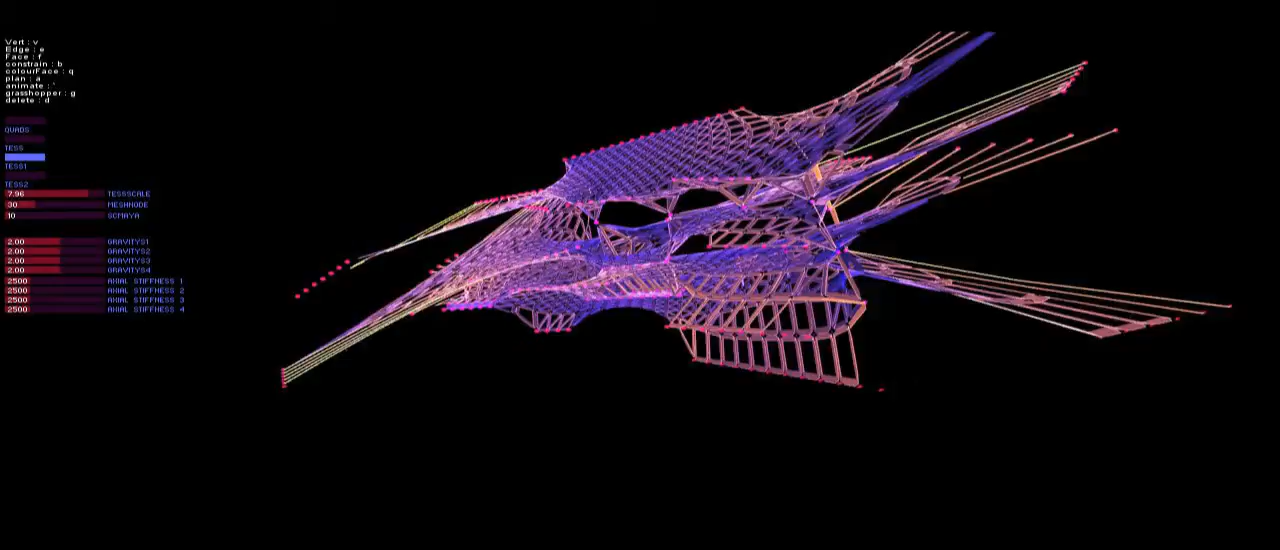 Vert : v
Edge : e
Face : f
constrain : b
colourFace : q
plan : a
animate : '
grasshopper : g
delete : d
QUADS
TESS
TESS1
TESS2
7.96 TESSSCALE
30 MESHNODE
10 GCMAYA
2.00 GRAVITYS1
2.00 GRAVITYS2
2.00 GRAVITYS3
2.00 GRAVITYS4
2500 AXIAL STIFFNESS 1
2500 AXIAL STIFFNESS 2
2500 AXIAL STIFFNESS 3
2500 AXIAL STIFFNESS 4